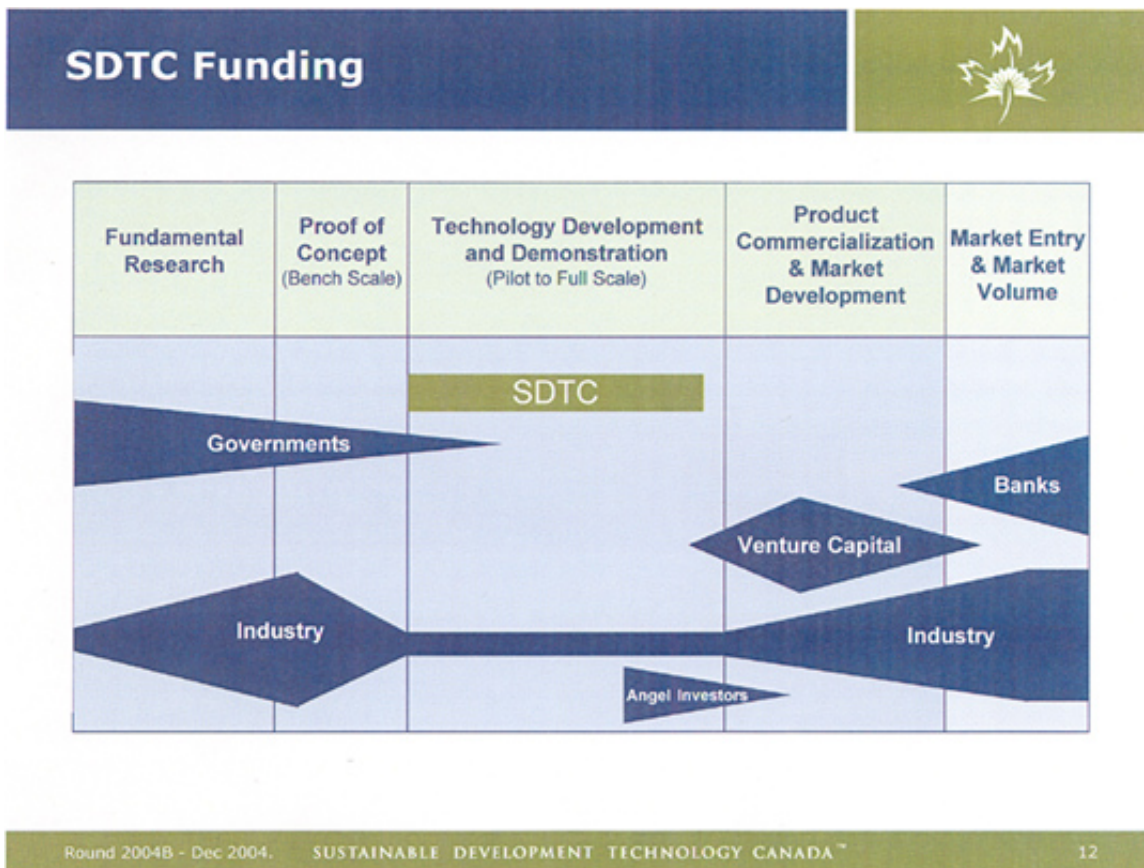 SDTC Funding
Fundamental
Research
Proof of
Concept
(Bench Scale)
Technology Development
and Demonstration
(Pilot to Full Scale)
Product
Commercialization
& Market
Development
Market Entry
& Market
Volume
SDTC
Governments
Banks
Venture Capital
Industry
Industry
Angel Investors
Round 2004B - Dec 2004. SUSTAINABLE DEVELOPMENT TECHNOLOGY CANADA™ 12